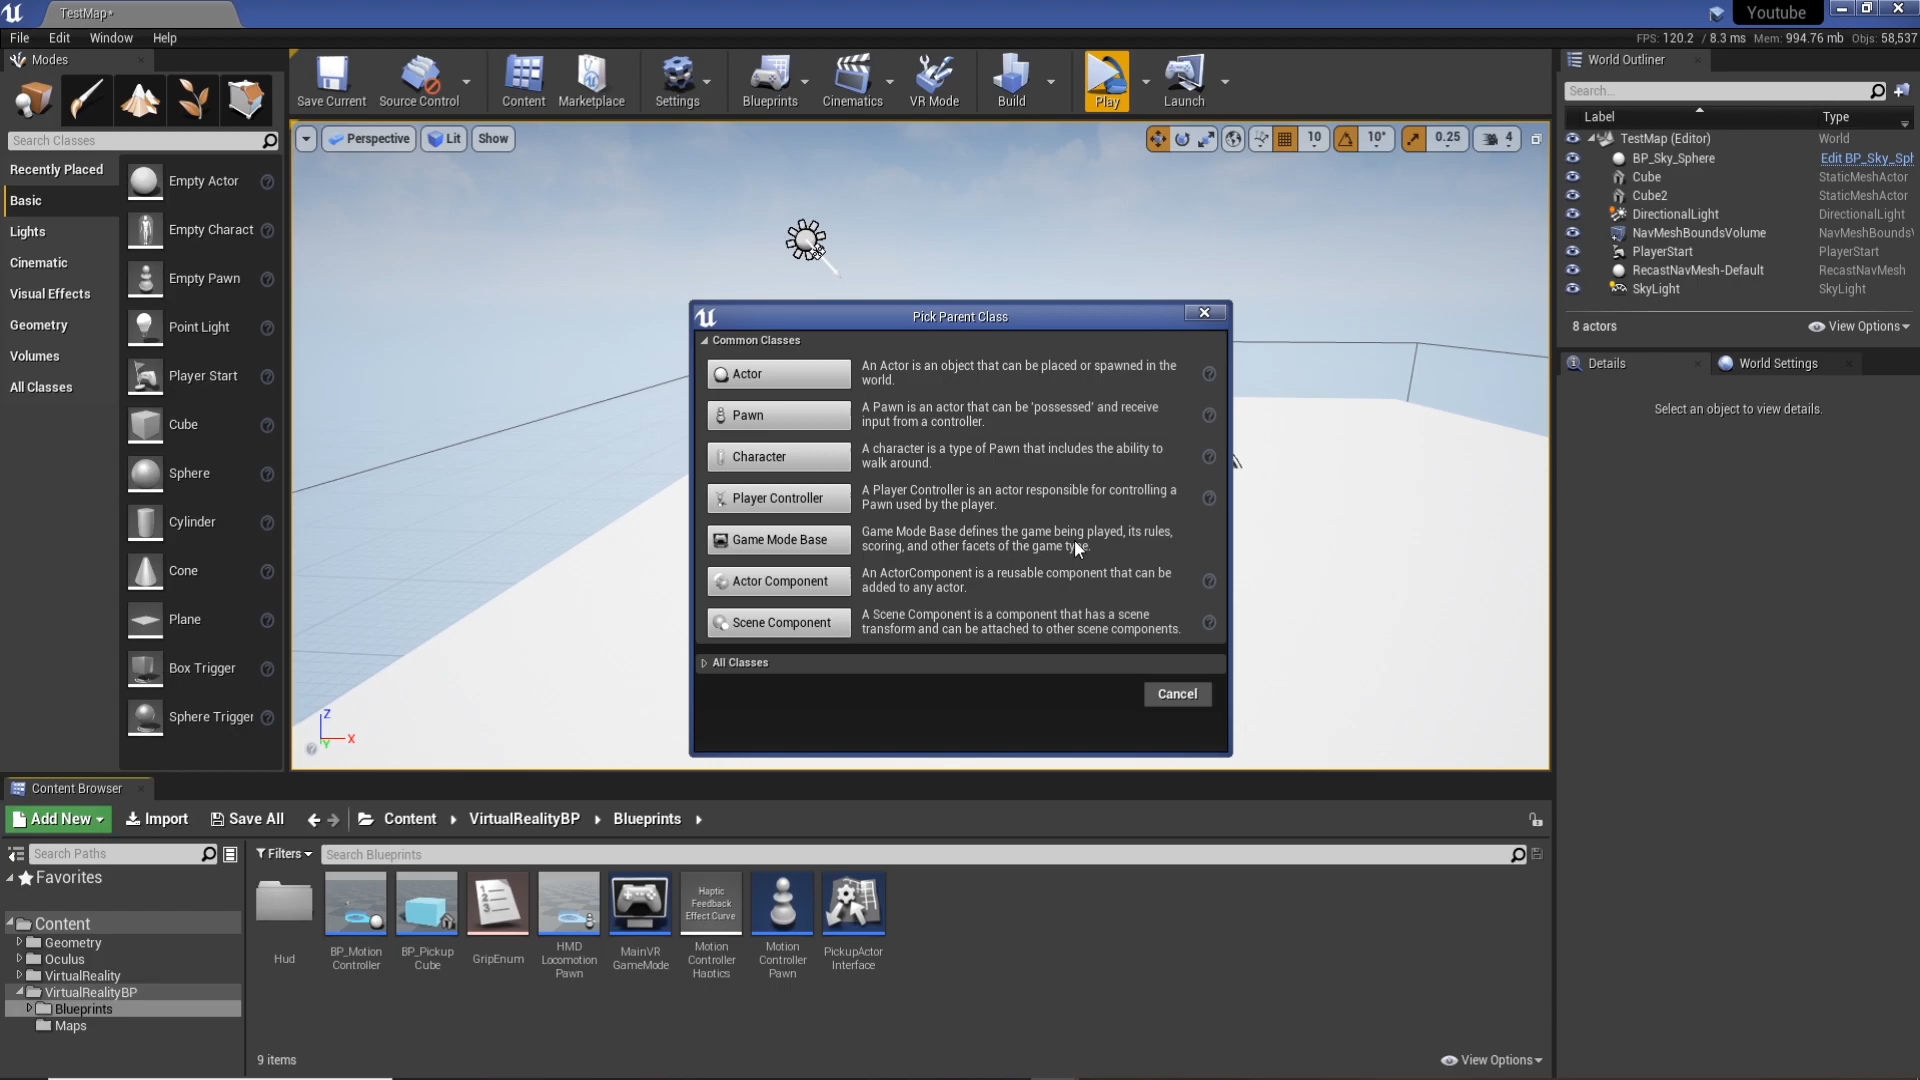 TestMap*
Youtube
File Edit Window Help
FPS: 120.2 / 8.3 ms Mem: 994.76 mb Objs: 58,537
Modes
Search Classes
Recently Placed
Basic
Lights
Cinematic
Visual Effects
Geometry
Volumes
All Classes
Empty Actor
Empty Charact
Empty Pawn
Point Light
Player Start
Cube
Sphere
Cylinder
Cone
Plane
Box Trigger
Sphere Trigger
Save Current
Source Control
Content
Marketplace
Settings
Blueprints
Cinematics
VR Mode
Build
Play
Launch
Perspective
Lit
Show
10
10°
0.25
4
Z
X
Y
Pick Parent Class
Common Classes
Actor
An Actor is an object that can be placed or spawned in the
world.
Pawn
A Pawn is an actor that can be 'possessed' and receive
input from a controller.
Character
A character is a type of Pawn that includes the ability to
walk around.
Player Controller
A Player Controller is an actor responsible for controlling a
Pawn used by the player.
Game Mode Base
Game Mode Base defines the game being played, its rules,
scoring, and other facets of the game type.
Actor Component
An ActorComponent is a reusable component that can be
added to any actor.
Scene Component
A Scene Component is a component that has a scene
transform and can be attached to other scene components.
All Classes
Cancel
World Outliner
Search...
Label Type
TestMap (Editor) World
BP_Sky_Sphere Edit BP_Sky_Sph
Cube StaticMeshActor
Cube2 StaticMeshActor
DirectionalLight DirectionalLight
NavMeshBoundsVolume NavMeshBoundsV
PlayerStart PlayerStart
RecastNavMesh-Default RecastNavMesh
SkyLight SkyLight
8 actors View Options
Details
World Settings
Select an object to view details.
Content Browser
Add New Import Save All Content VirtualRealityBP Blueprints
Search Paths
Filters
Search Blueprints
Favorites
Content
Geometry
Oculus
VirtualReality
VirtualRealityBP
Blueprints
Maps
Hud
BP_Motion
Controller
BP_Pickup
Cube
1
2
3
GripEnum
HMD
Locomotion
Pawn
MainVR
GameMode
Haptic
Feedback
Effect Curve
Motion
Controller
Haptics
Motion
Controller
Pawn
PickupActor
Interface
9 items
View Options